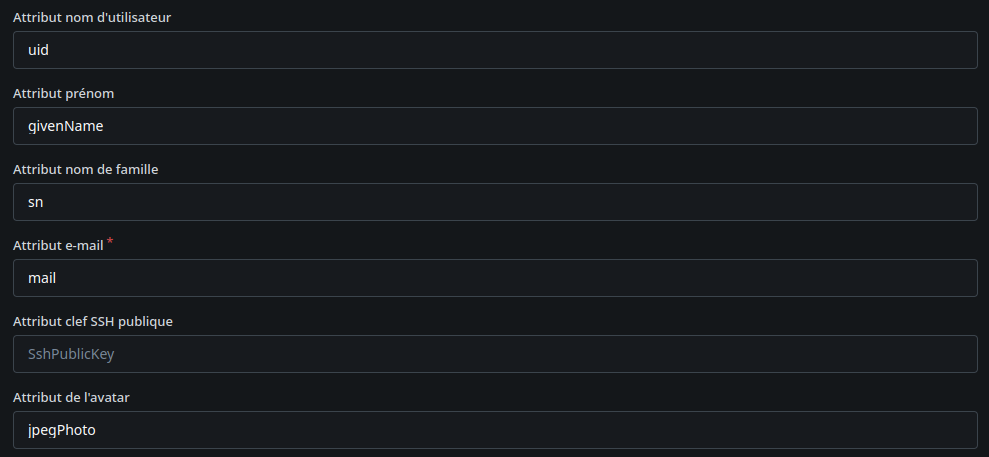 Attribut nom d'utilisateur
uid
Attribut prénom
givenName
Attribut nom de famille
sn
Attribut e-mail *
mail
Attribut clef SSH publique
SshPublicKey
Attribut de l'avatar
jpegPhoto